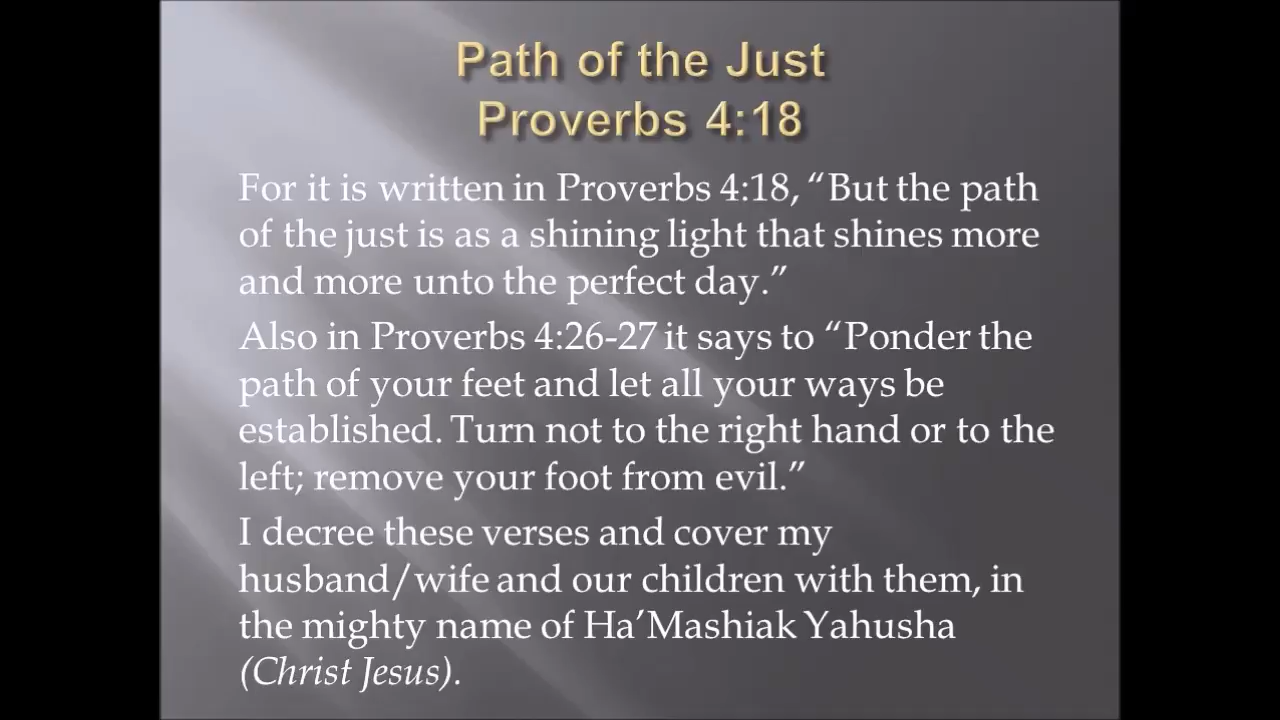 Path of the Just
Proverbs 4:18
For it is written in Proverbs 4:18, “But the path
of the just is as a shining light that shines more
and more unto the perfect day.”
Also in Proverbs 4:26-27 it says to “Ponder the
path of your feet and let all your ways be
established. Turn not to the right hand or to the
left; remove your foot from evil.”
I decree these verses and cover my
husband/wife and our children with them, in
the mighty name of Ha’Mashiak Yahusha
(Christ Jesus).